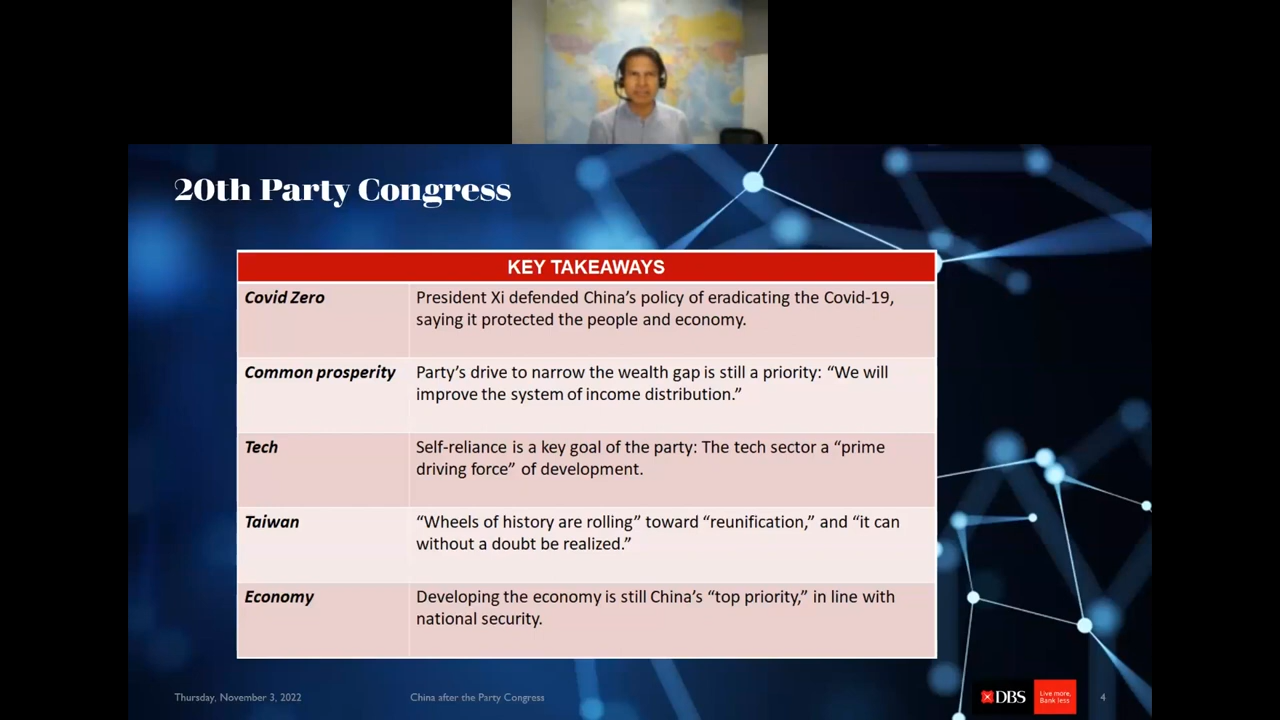 20th Party Congress
KEY TAKEAWAYS
Covid Zero
President Xi defended China’s policy of eradicating the Covid-19,
saying it protected the people and economy.
Common prosperity
Party’s drive to narrow the wealth gap is still a priority: “We will
improve the system of income distribution.”
Tech
Self-reliance is a key goal of the party: The tech sector a “prime
driving force” of development.
Taiwan
“Wheels of history are rolling” toward “reunification,” and “it can
without a doubt be realized.”
Economy
Developing the economy is still China’s “top priority,” in line with
national security.
Thursday, November 3, 2022
China after the Party Congress
DBS
Live more,
Bank less
4